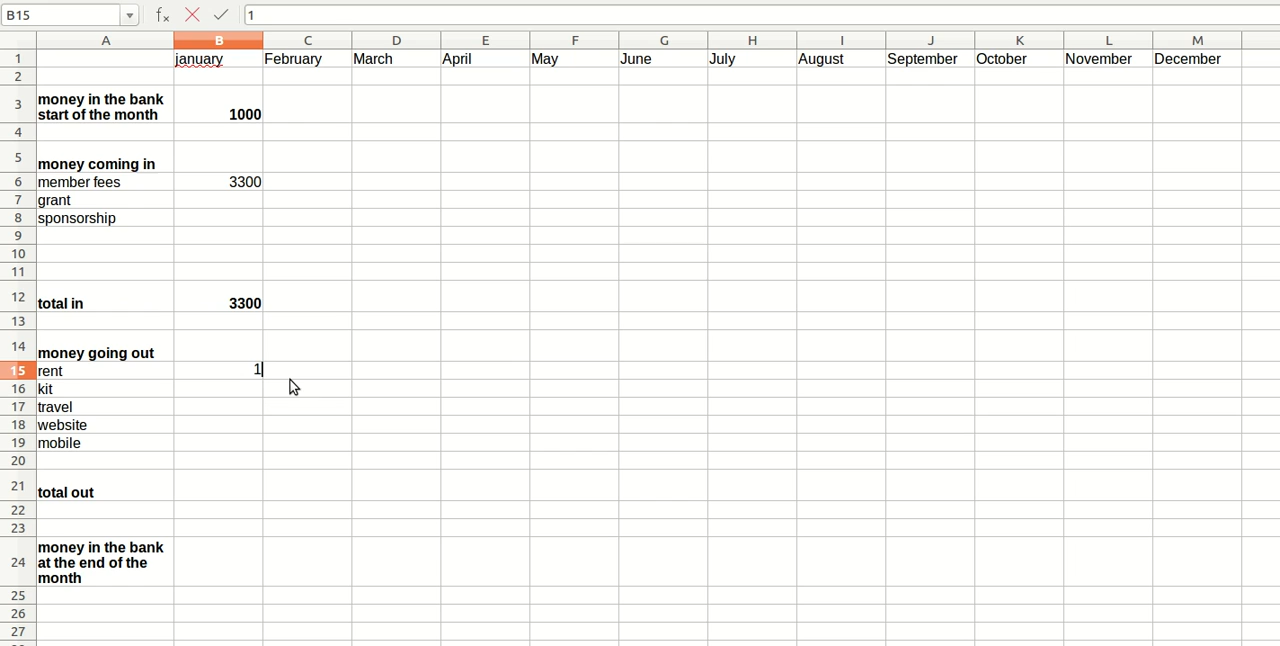 B15 fx 1
A B C D E F G H I J K L M
1 january February March April May June July August September October November December
2
3 money in the bank
start of the month 1000
4
5 money coming in
6 member fees 3300
7 grant
8 sponsorship
9
10
11
12 total in 3300
13
14 money going out
15 rent 1
16 kit
17 travel
18 website
19 mobile
20
21 total out
22
23
24 money in the bank
at the end of the
month
25
26
27